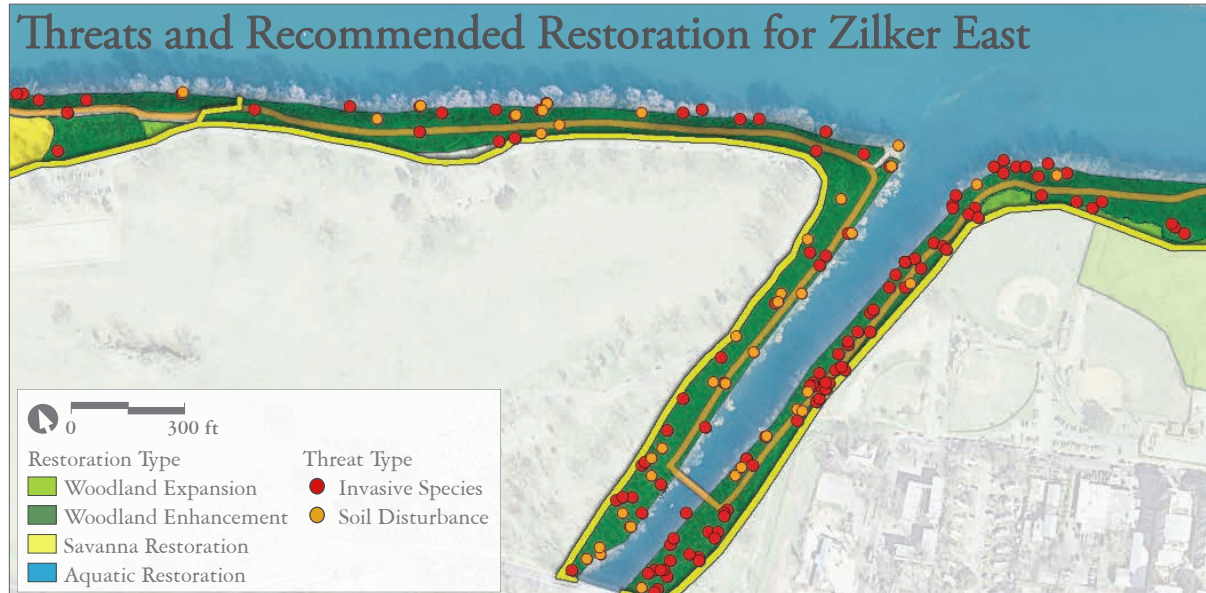 Threats and Recommended Restoration for Zilker East
0 300 ft
Restoration Type
Woodland Expansion
Woodland Enhancement
Savanna Restoration
Aquatic Restoration
Threat Type
Invasive Species
Soil Disturbance